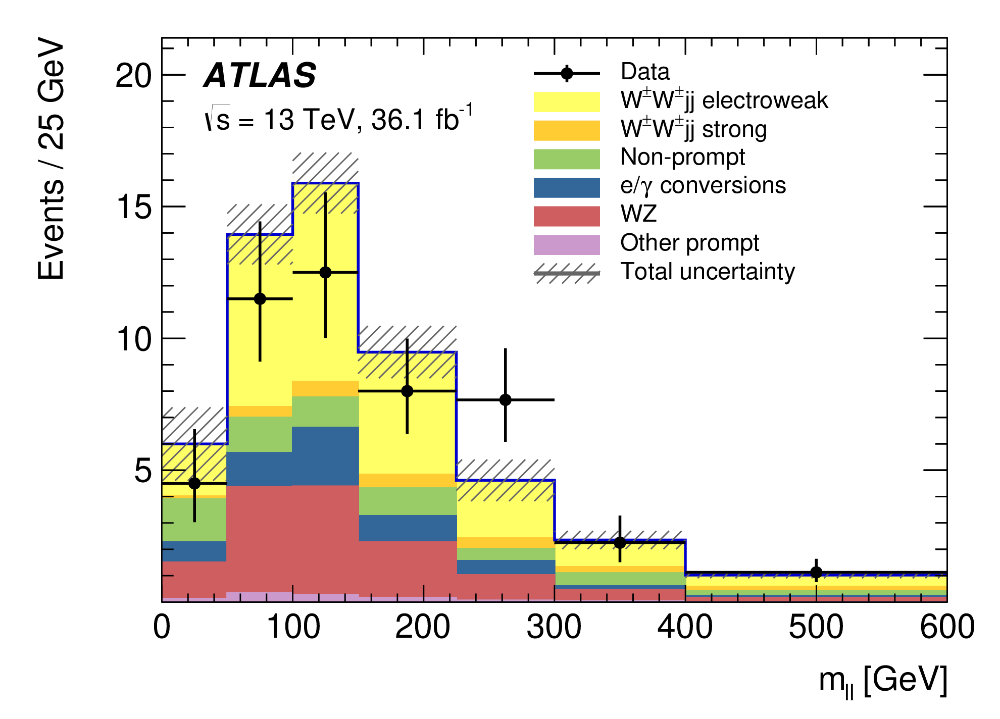 Events / 25 GeV
20
15
10
5
ATLAS
√s = 13 TeV, 36.1 fb⁻¹
Data
W±W±jj electroweak
W±W±jj strong
Non-prompt
e/γ conversions
WZ
Other prompt
Total uncertainty
0 100 200 300 400 500 600
m_ll [GeV]